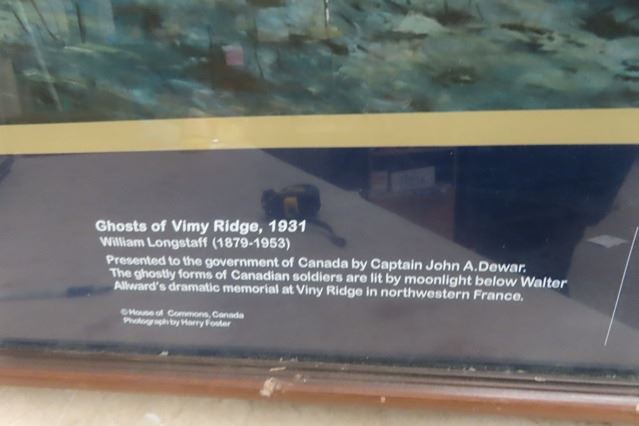 Ghosts of Vimy Ridge, 1931
William Longstaff (1879-1953)
Presented to the government of Canada by Captain John A.Dewar.
The ghostly forms of Canadian soldiers are lit by moonlight below Walter
Allward's dramatic memorial at Viny Ridge in northwestern France.
© House of Commons, Canada
Photograph by Harry Foster